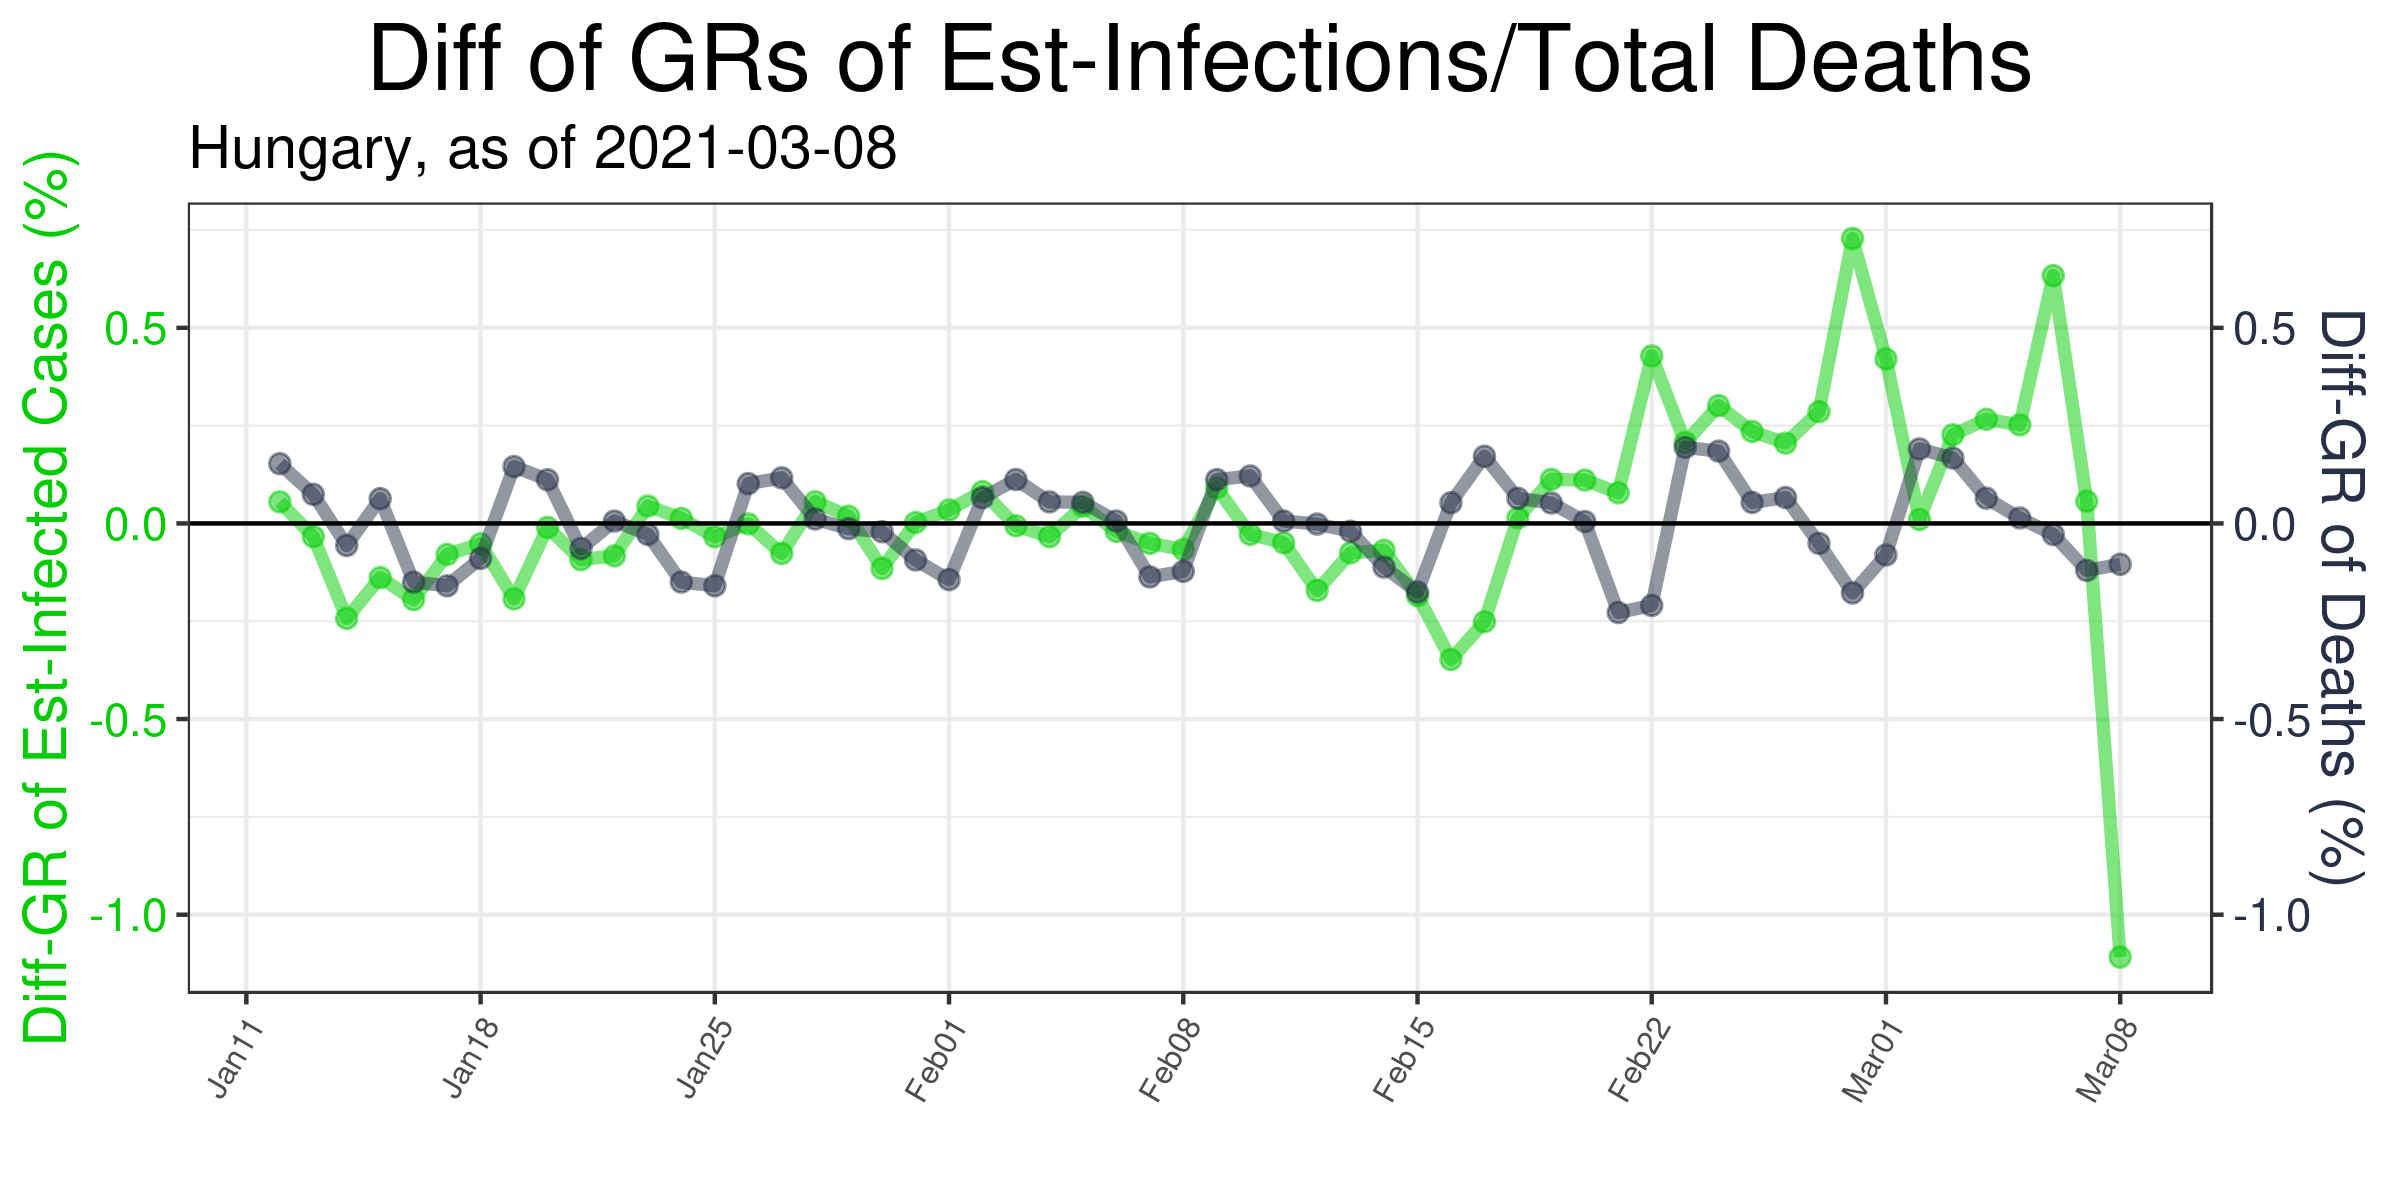 Diff of GRs of Est-Infections/Total Deaths
Hungary, as of 2021-03-08
Diff-GR of Est-Infected Cases (%)
0.5
0.0
-0.5
-1.0
0.5
0.0
-0.5
-1.0
Diff-GR of Deaths (%)
Jan11
Jan18
Jan25
Feb01
Feb08
Feb15
Feb22
Mar01
Mar08